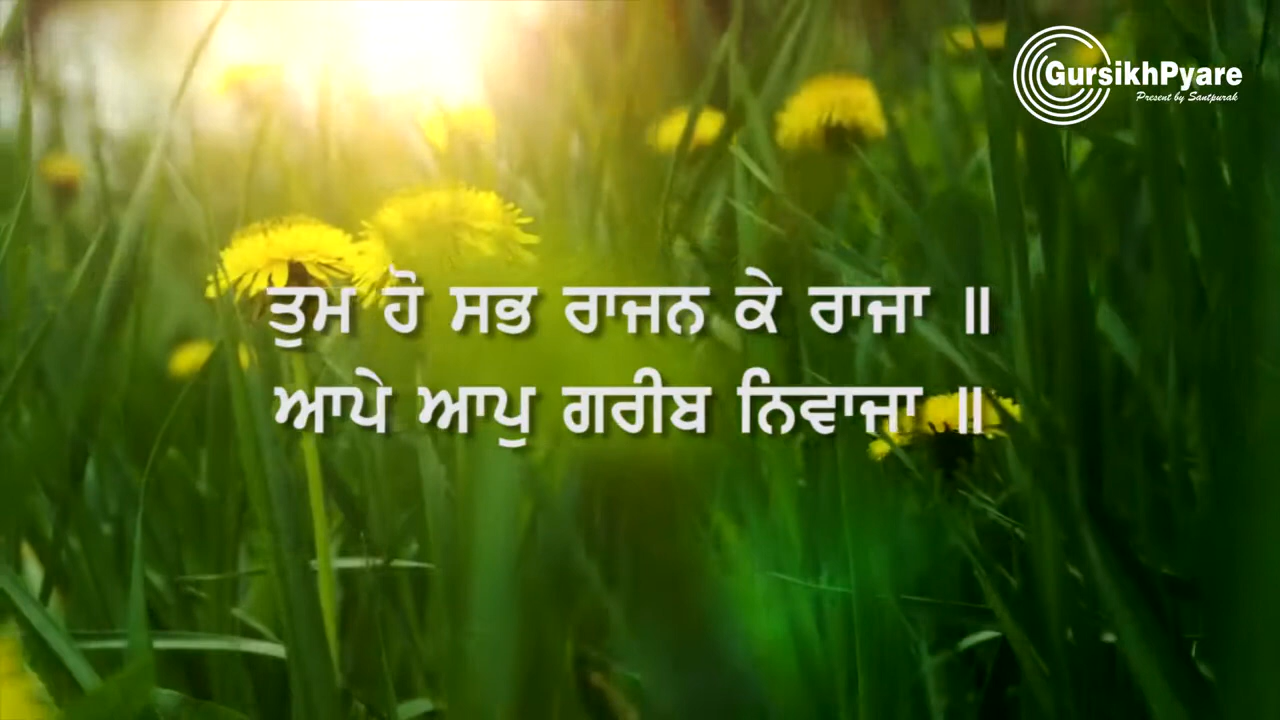 GursikhPyare
Present by Santpurak
ਤੁਮ ਹੋ ਸਭ ਰਾਜਨ ਕੇ ਰਾਜਾ ॥
ਆਪੇ ਆਪੁ ਗਰੀਬ ਨਿਵਾਜਾ ॥